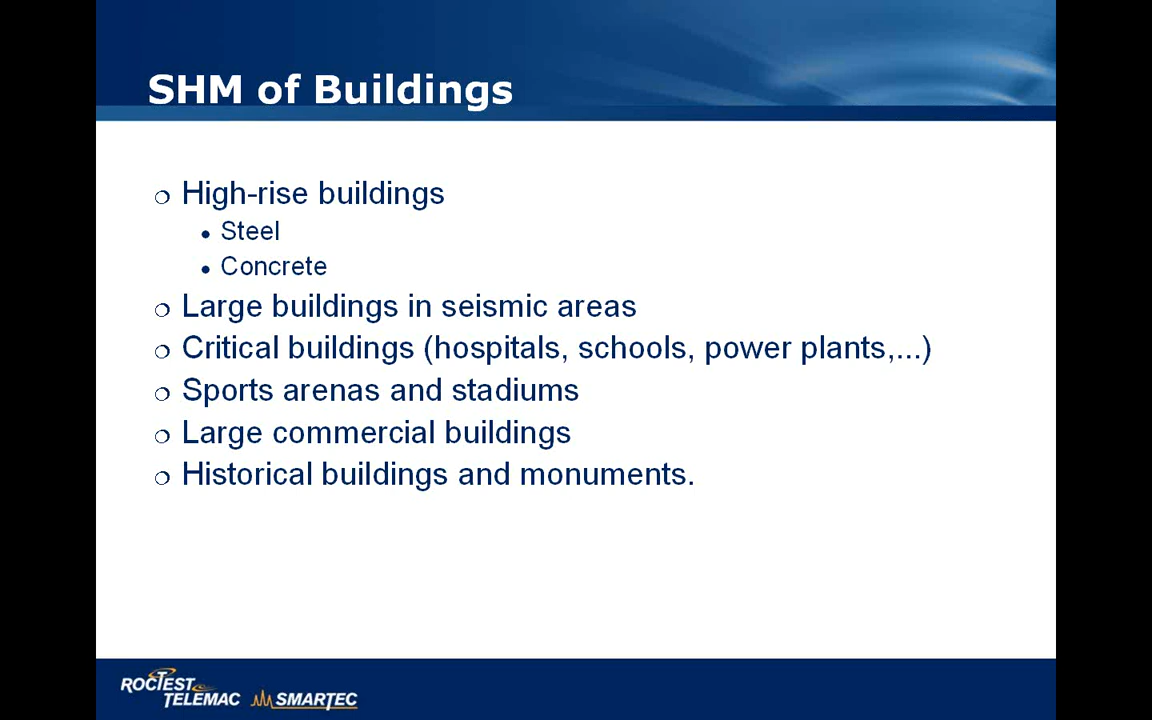 SHM of Buildings
High-rise buildings
Steel
Concrete
Large buildings in seismic areas
Critical buildings (hospitals, schools, power plants,...)
Sports arenas and stadiums
Large commercial buildings
Historical buildings and monuments.
ROCTEST
TELEMAC SMARTEC